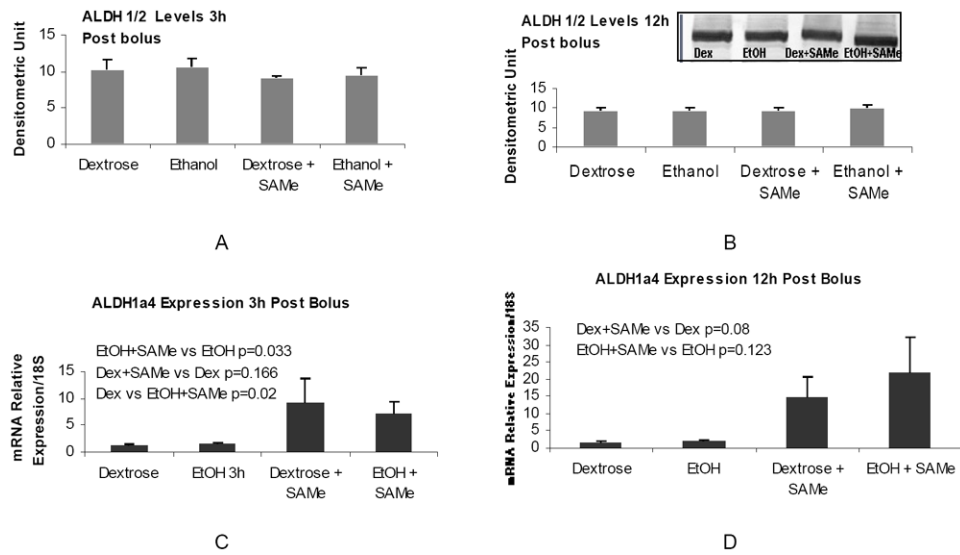 ALDH 1/2 Levels 3h
Post bolus
Densitometric Unit
15
10
5
0
Dextrose
Ethanol
Dextrose +
SAMe
Ethanol +
SAMe
A
ALDH 1/2 Levels 12h
Post bolus
Dex
EtOH
Dex+SAMe
EtOH+SAMe
Densitometric Unit
15
10
5
0
Dextrose
Ethanol
Dextrose +
SAMe
Ethanol +
SAMe
B
ALDH1a4 Expression 3h Post Bolus
EtOH+SAMe vs EtOH p=0.033
Dex+SAMe vs Dex p=0.166
Dex vs EtOH+SAMe p=0.02
mRNA Relative
Expression/18S
15
10
5
0
Dextrose
EtOH 3h
Dextrose +
SAMe
EtOH +
SAMe
C
ALDH1a4 Expression 12h Post Bolus
Dex+SAMe vs Dex p=0.08
EtOH+SAMe vs EtOH p=0.123
mRNA Relative Expression/18S
35
30
25
20
15
10
5
0
Dextrose
EtOH
Dextrose +
SAMe
EtOH + SAMe
D